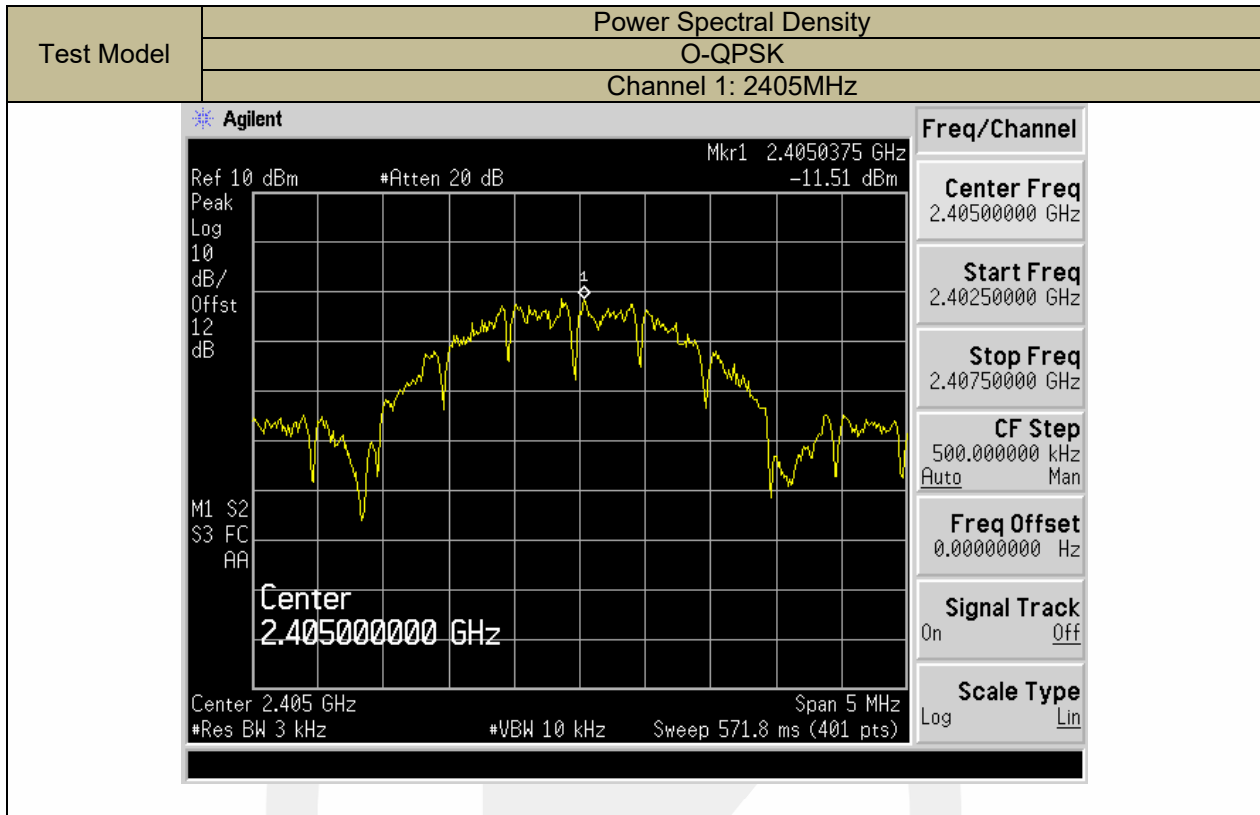 Test Model
Power Spectral Density
O-QPSK
Channel 1: 2405MHz
Agilent
Freq/Channel
Mkr1 2.4050375 GHz
Ref 10 dBm #Atten 20 dB -11.51 dBm
Peak
Log
10
dB/
Offst
12
dB
1
M1 S2
S3 FC
AA
Center
2.405000000 GHz
Center 2.405 GHz Span 5 MHz
#Res BW 3 kHz #VBW 10 kHz Sweep 571.8 ms (401 pts)
Center Freq
2.40500000 GHz
Start Freq
2.40250000 GHz
Stop Freq
2.40750000 GHz
CF Step
500.000000 kHz
Auto Man
Freq Offset
0.00000000 Hz
Signal Track
On Off
Scale Type
Log Lin